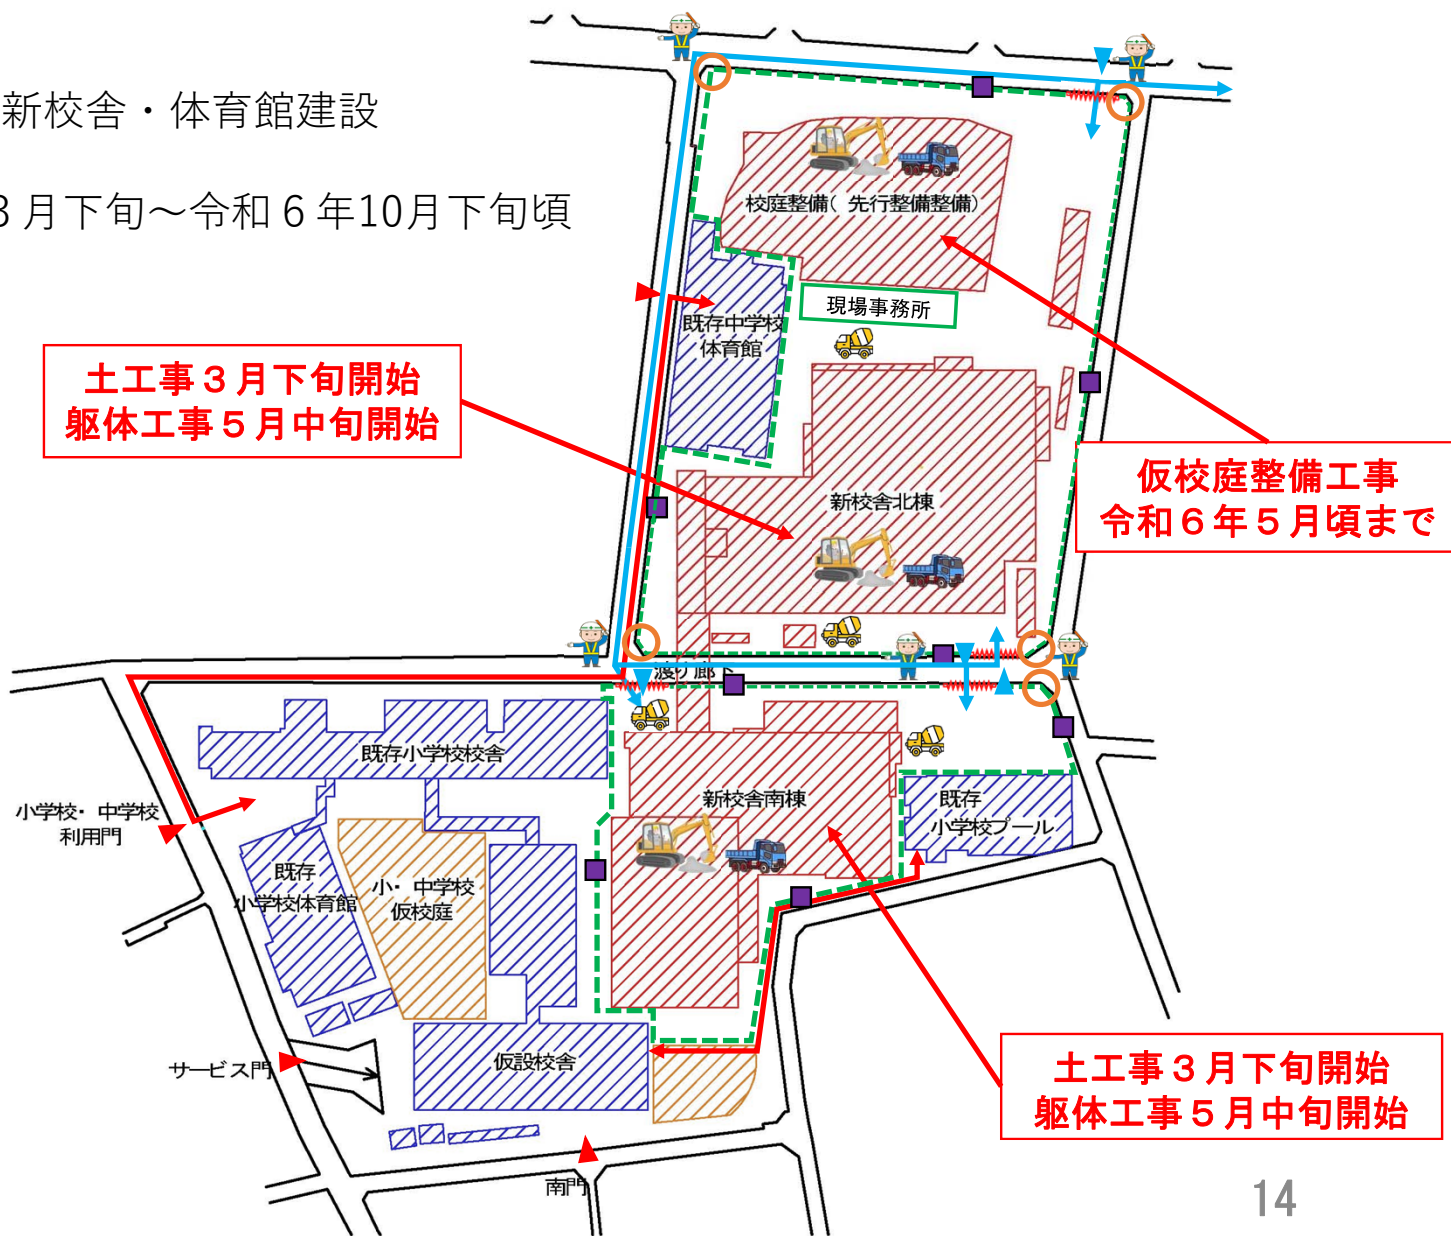 新校舎・体育館建設
３月下旬～令和６年10月下旬頃
校庭整備( 先行整備整備)
現場事務所
既存中学校
体育館
土工事３月下旬開始
躯体工事５月中旬開始
仮校庭整備工事
令和６年５月頃まで
新校舎北棟
渡り廊下
既存小学校校舎
小学校・中学校
利用門
新校舎南棟
既存
小学校プール
既存
小学校体育館
小・中学校
仮校庭
サービス門
仮設校舎
土工事３月下旬開始
躯体工事５月中旬開始
南門
14